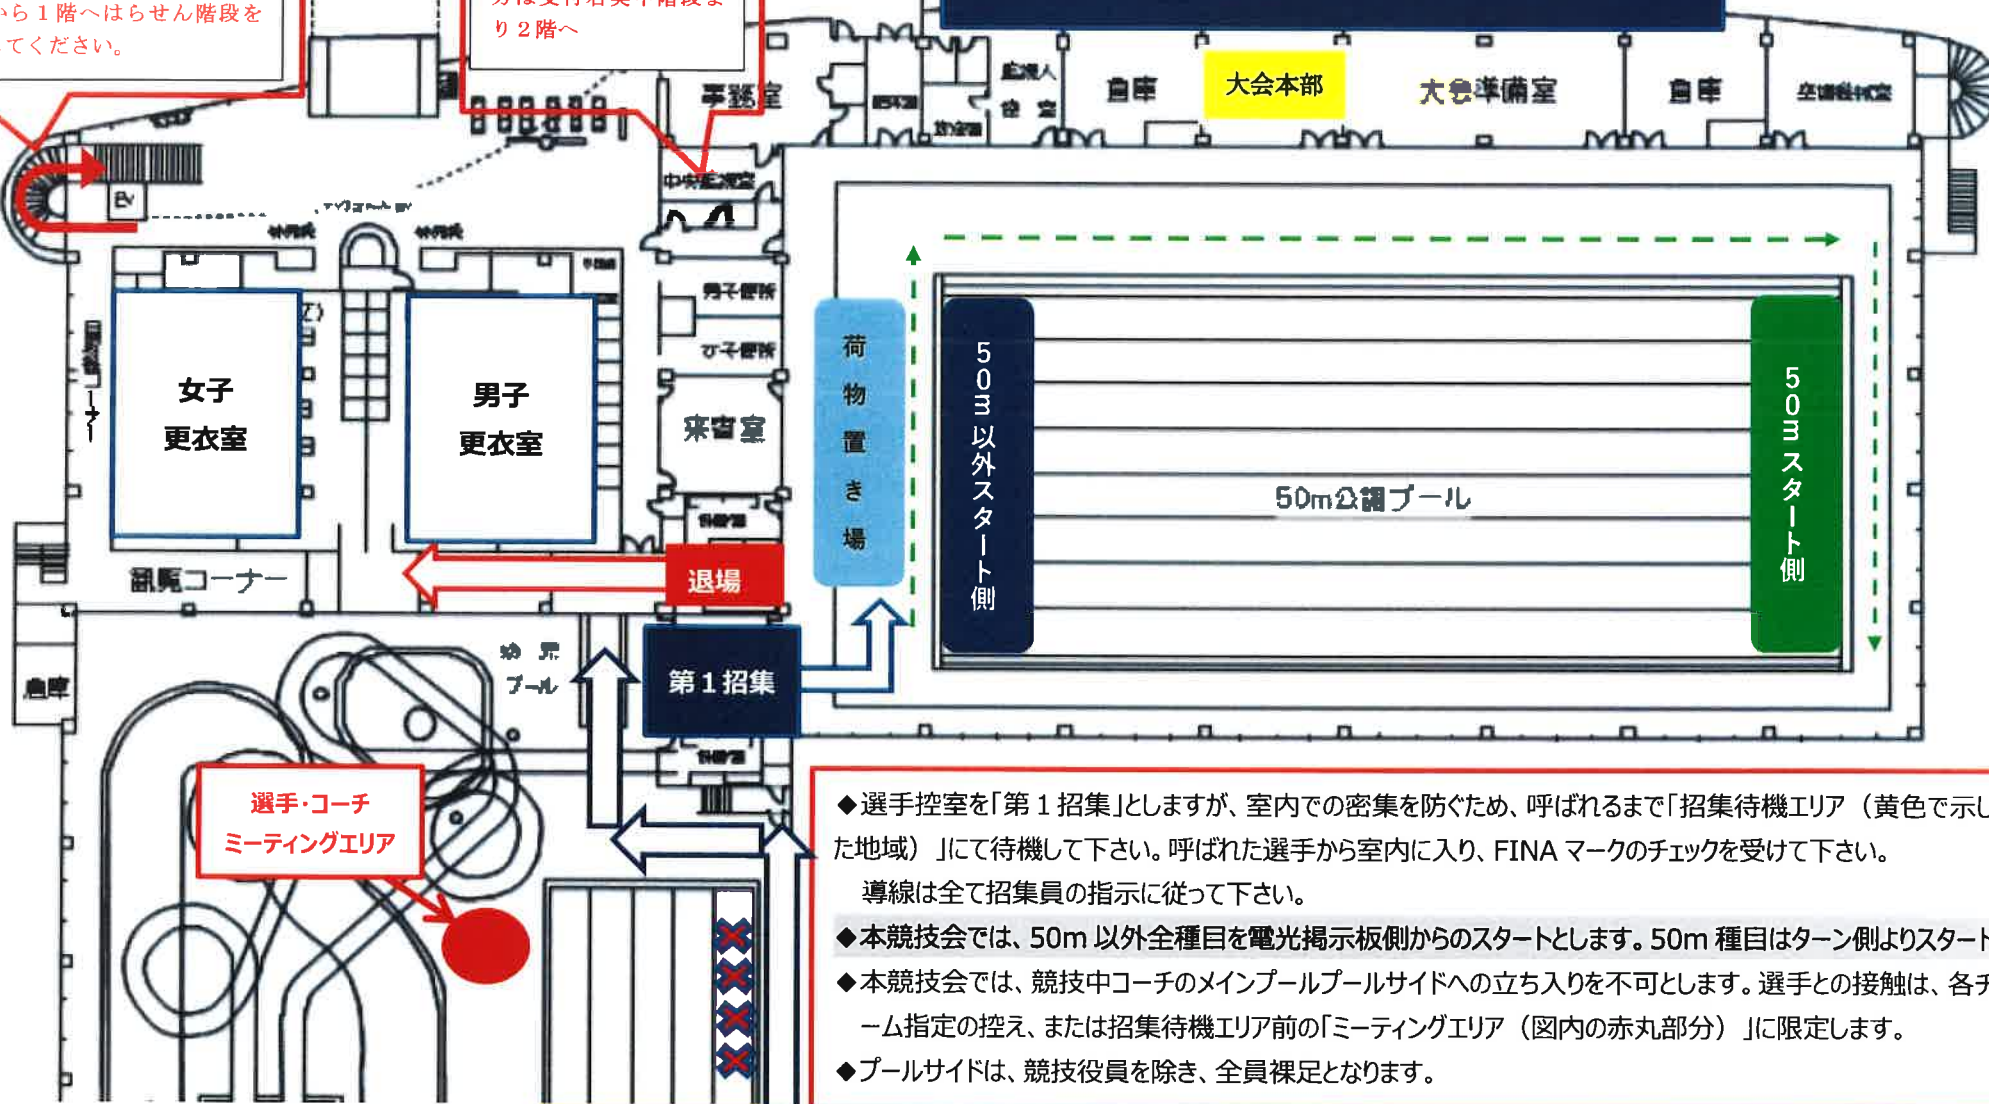 から１階へはらせん階段を
てください。
り２階へ
事務室
大会本部
大会準備室
中央監視室
男子便所
女子便所
来賓室
女子
更衣室
男子
更衣室
荷物置き場
50m以外スタート側
50m公認プール
50mスタート側
退場
観覧コーナー
第１招集
プール
選手・コーチ
ミーティングエリア
◆選手控室を「第１招集」としますが、室内での密集を防ぐため、呼ばれるまで「招集待機エリア（黄色で示し
た地域）」にて待機して下さい。呼ばれた選手から室内に入り、FINA マークのチェックを受けて下さい。
導線は全て招集員の指示に従って下さい。
◆本競技会では、50m 以外全種目を電光掲示板側からのスタートとします。50m 種目はターン側よりスタート
◆本競技会では、競技中コーチのメインプールプールサイドへの立ち入りを不可とします。選手との接触は、各チ
ーム指定の控え、または招集待機エリア前の「ミーティングエリア（図内の赤丸部分）」に限定します。
◆プールサイドは、競技役員を除き、全員裸足となります。